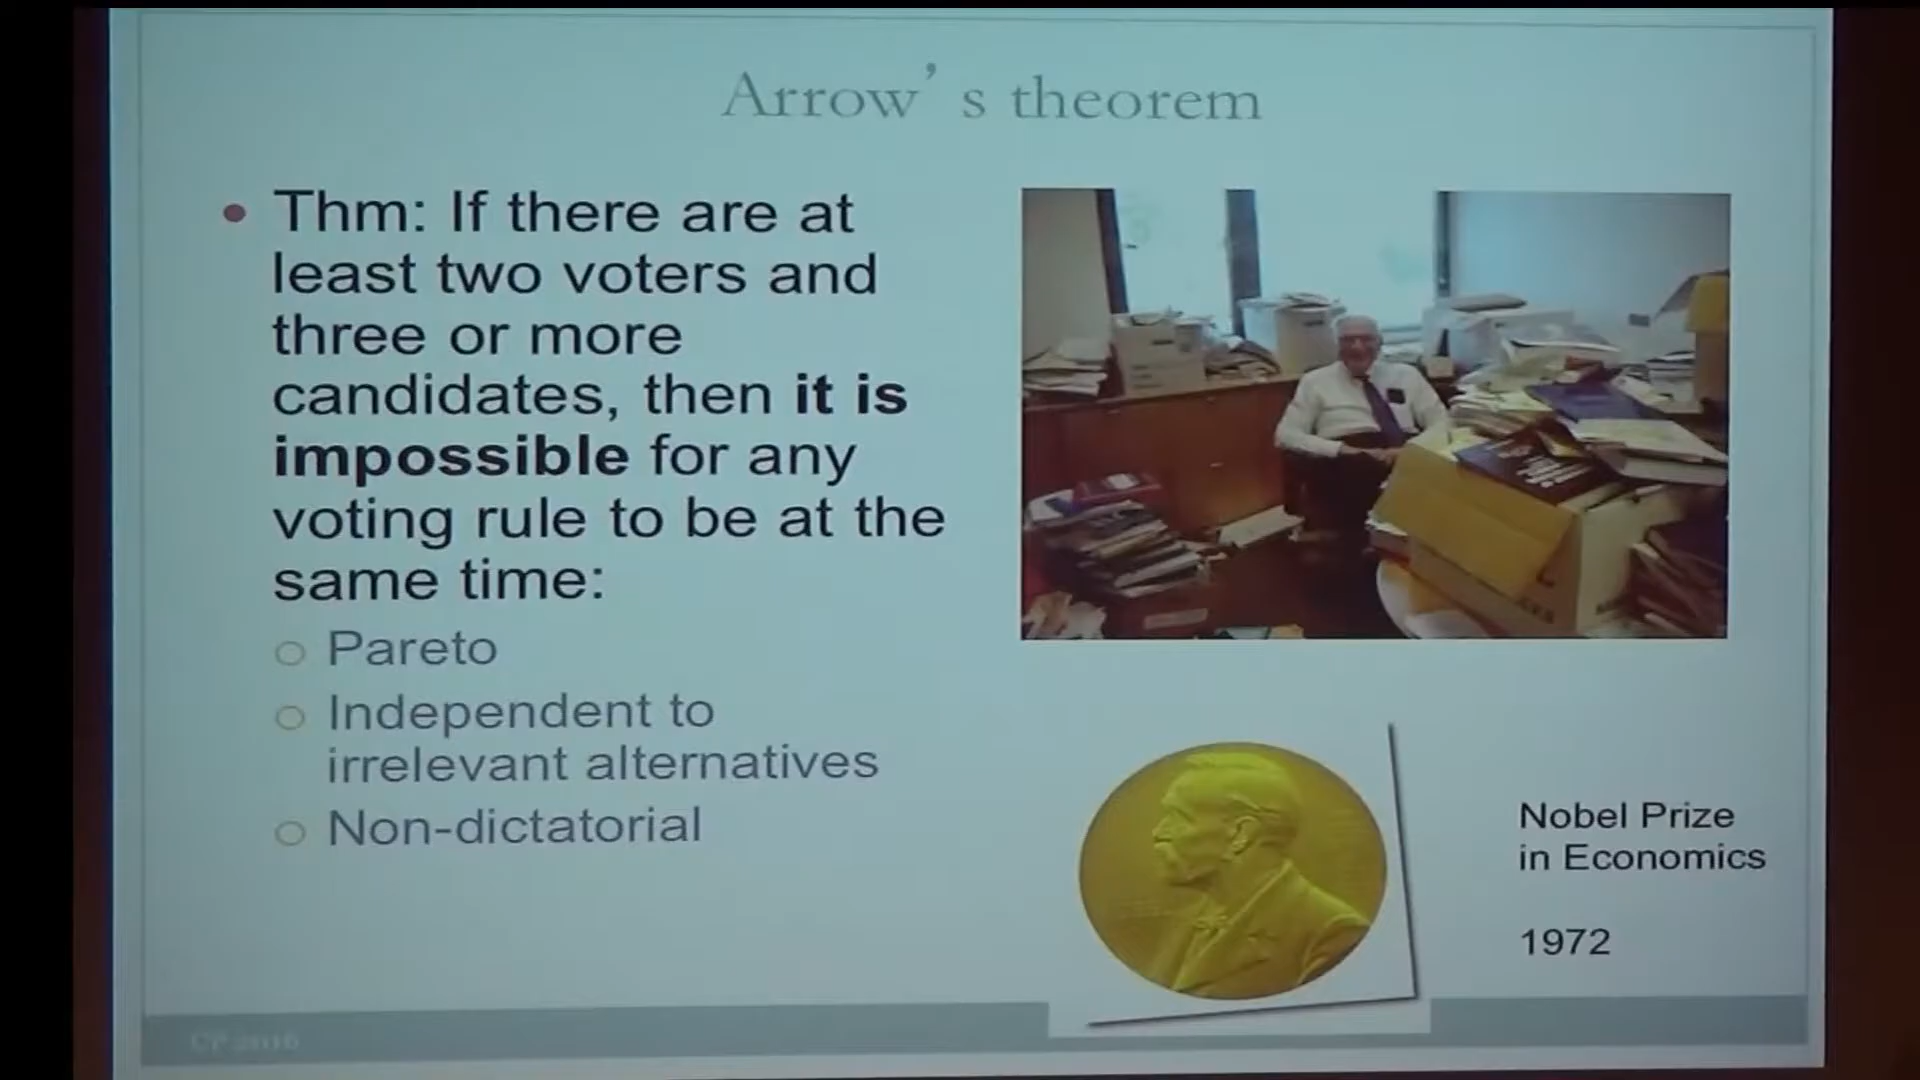 Arrow’s theorem
• Thm: If there are at
least two voters and
three or more
candidates, then it is
impossible for any
voting rule to be at the
same time:
○ Pareto
○ Independent to
irrelevant alternatives
○ Non-dictatorial
Nobel Prize
in Economics
1972
CP 2016